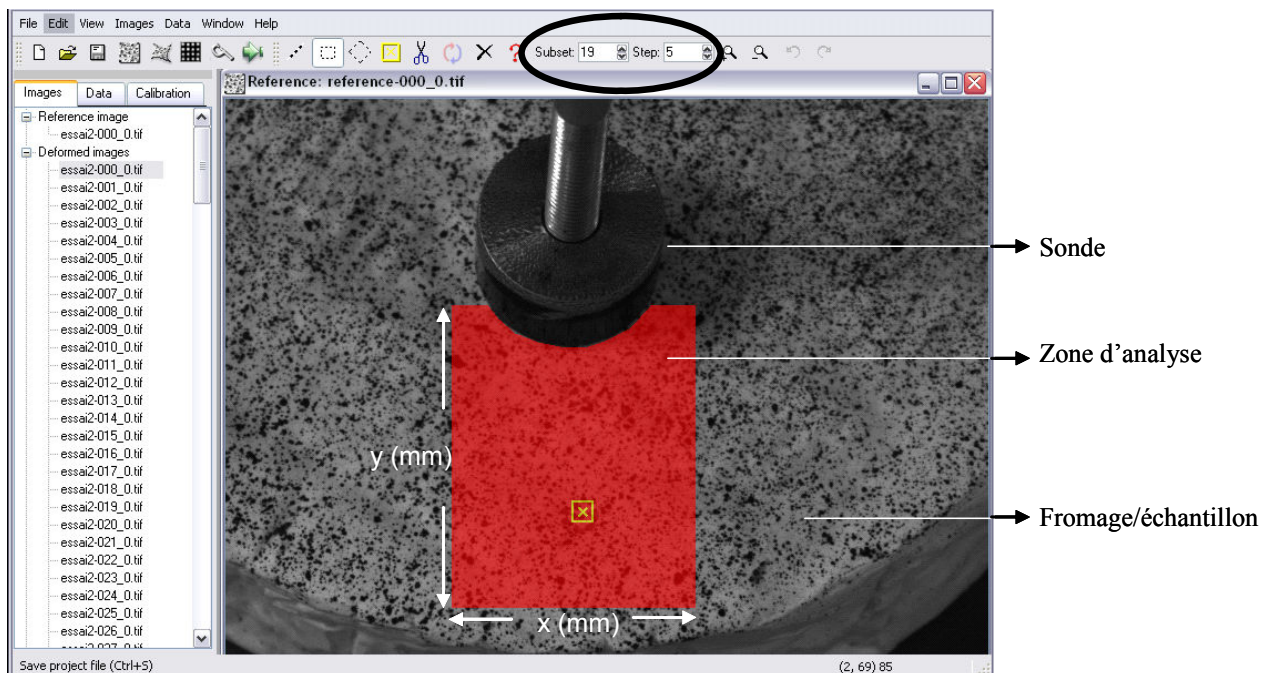 File Edit View Images Data Window Help
Subset: 19 Step: 5
Images Data Calibration
Reference: reference-000_0.tif
Reference image
essai2-000_0.tif
Deformed images
essai2-000_0.tif
essai2-001_0.tif
essai2-002_0.tif
essai2-003_0.tif
essai2-004_0.tif
essai2-005_0.tif
essai2-006_0.tif
essai2-007_0.tif
essai2-008_0.tif
essai2-009_0.tif
essai2-010_0.tif
essai2-011_0.tif
essai2-012_0.tif
essai2-013_0.tif
essai2-014_0.tif
essai2-015_0.tif
essai2-016_0.tif
essai2-017_0.tif
essai2-018_0.tif
essai2-019_0.tif
essai2-020_0.tif
essai2-021_0.tif
essai2-022_0.tif
essai2-023_0.tif
essai2-024_0.tif
essai2-025_0.tif
essai2-026_0.tif
y (mm)
x (mm)
Sonde
Zone d'analyse
Fromage/échantillon
Save project file (Ctrl+S)
(2, 69) 85